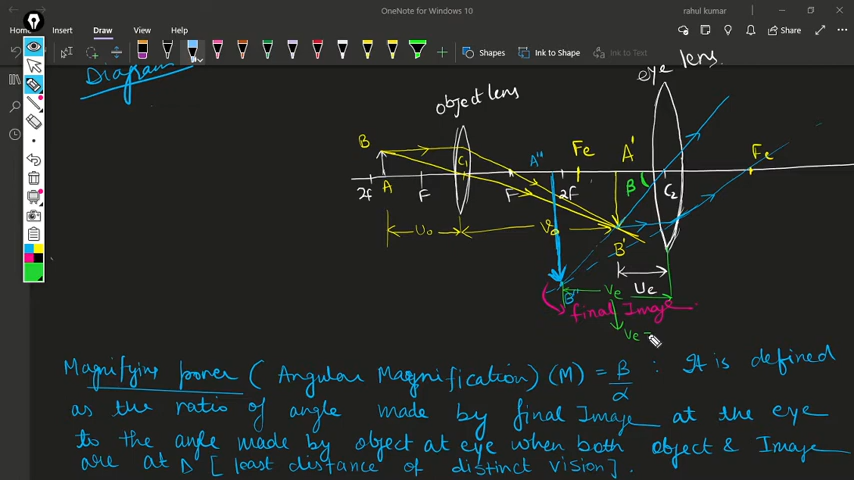 OneNote for Windows 10
rahul kumar
Home Insert Draw View Help
Share
Shapes Ink to Shape Ink to Text
Diagram
object lens
eye lens
B A'' Fe A' Fe
C1 β C2
2F A F F 2F
uo vo B' ue
B'' ve
final Image
ve =
Magnifying power ( Angular Magnification) (M) = β/α : It is defined
as the ratio of angle made by final Image at the eye
to the angle made by object at eye when both object & Image
are at D [ least distance of distinct vision].